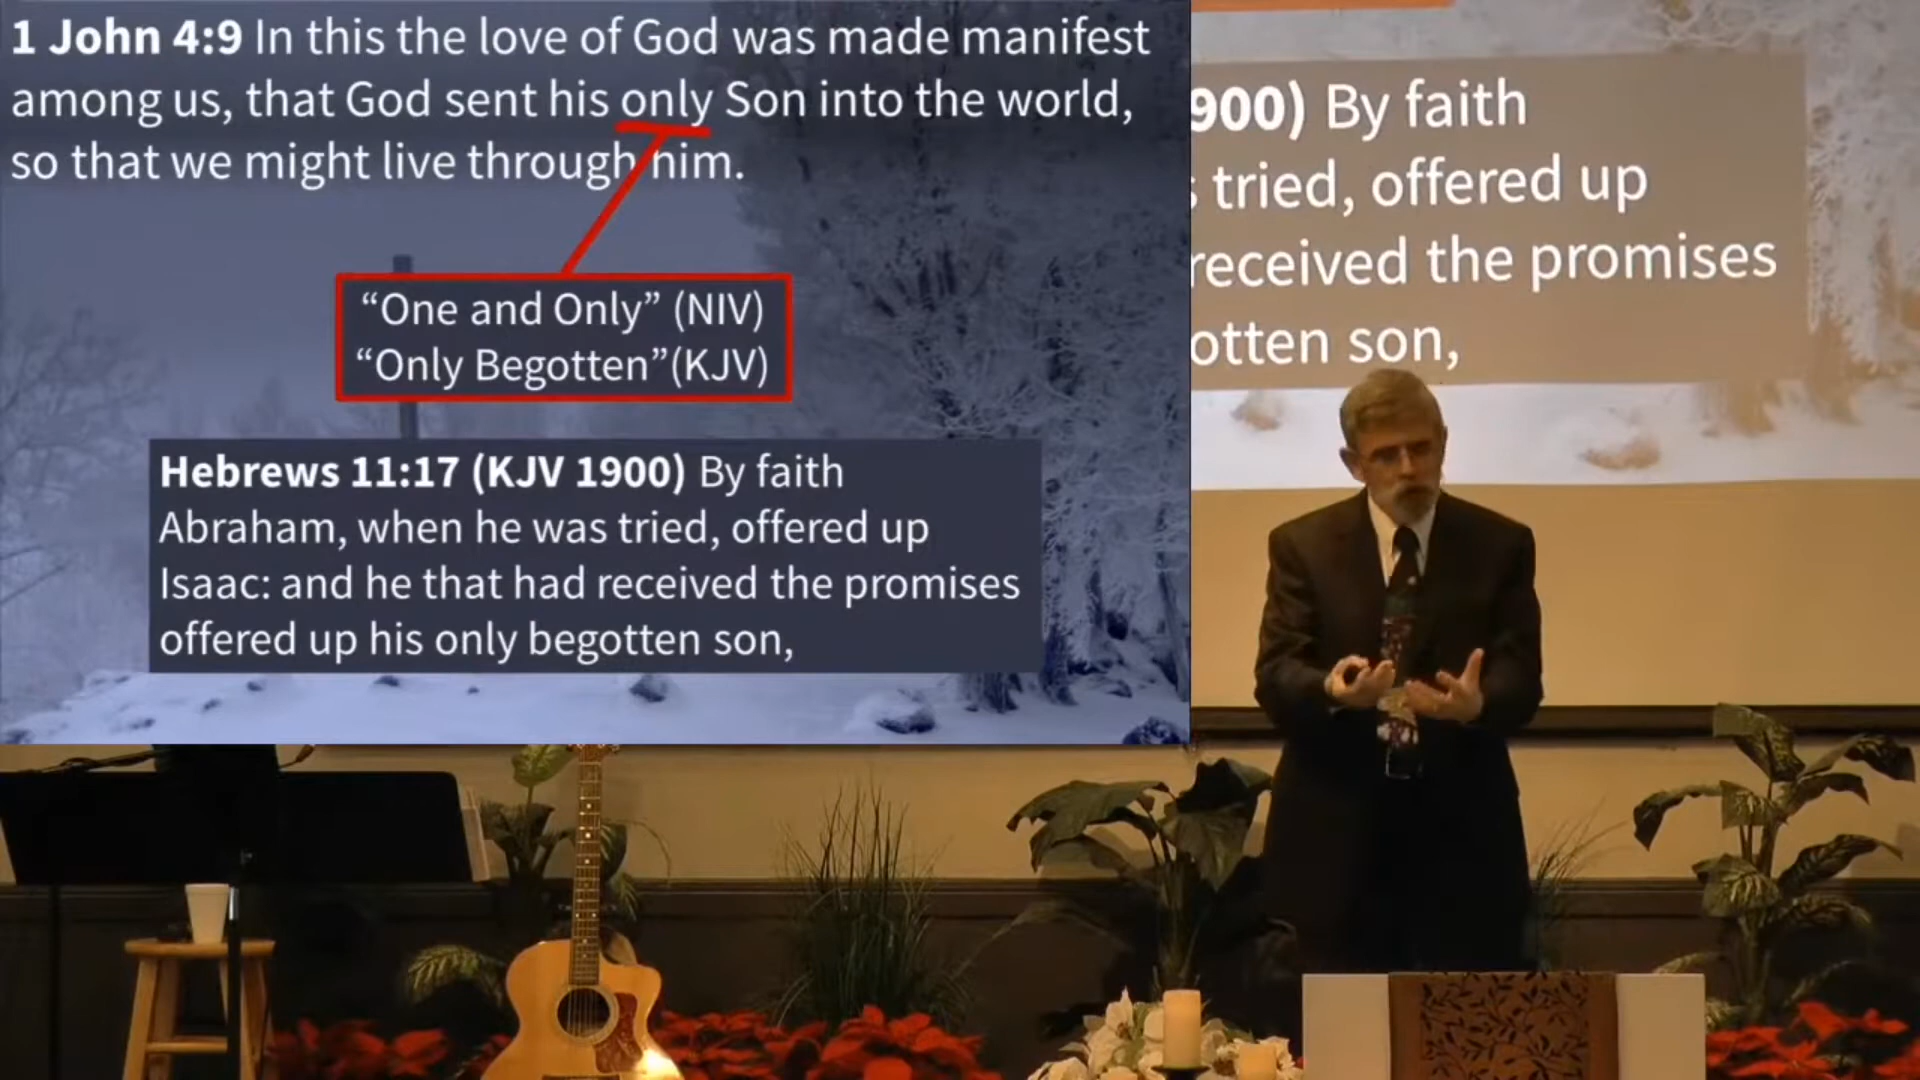 1 John 4:9 In this the love of God was made manifest
among us, that God sent his only Son into the world,
so that we might live through him.
“One and Only” (NIV)
“Only Begotten”(KJV)
Hebrews 11:17 (KJV 1900) By faith
Abraham, when he was tried, offered up
Isaac: and he that had received the promises
offered up his only begotten son,
900) By faith
tried, offered up
received the promises
otten son,